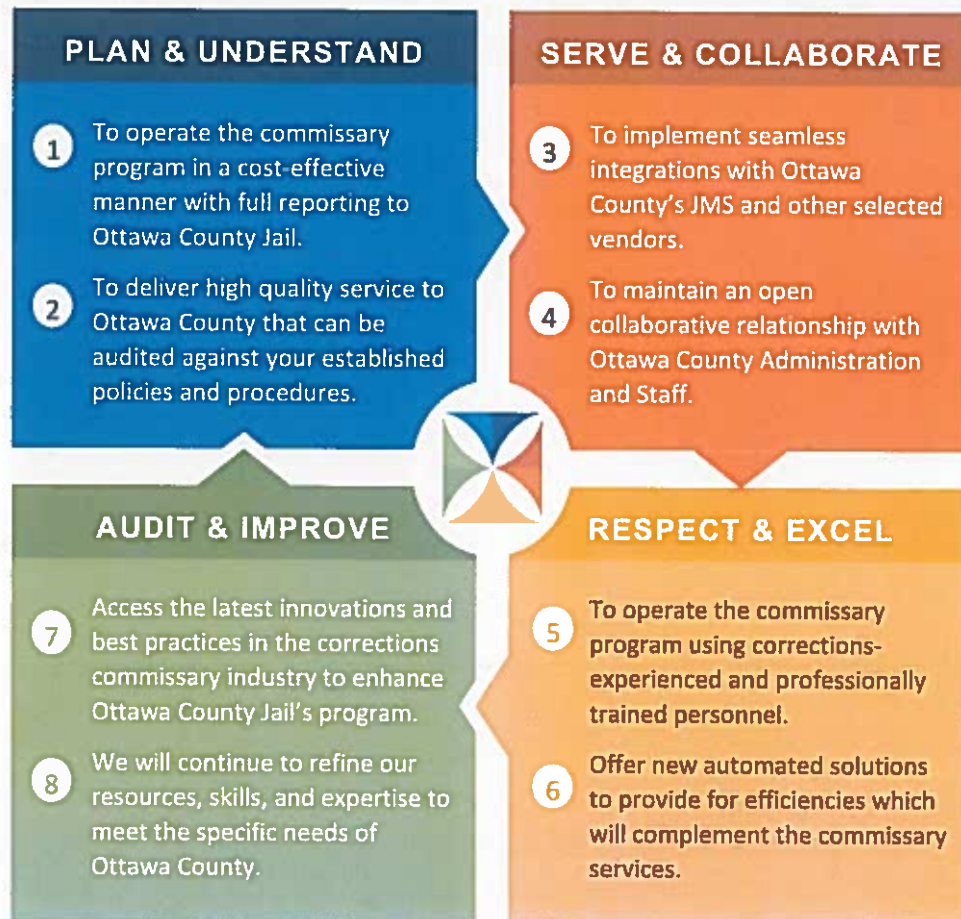 PLAN & UNDERSTAND
1
To operate the commissary
program in a cost-effective
manner with full reporting to
Ottawa County Jail.
2
To deliver high quality service to
Ottawa County that can be
audited against your established
policies and procedures.
SERVE & COLLABORATE
3
To implement seamless
integrations with Ottawa
County's JMS and other selected
vendors.
4
To maintain an open
collaborative relationship with
Ottawa County Administration
and Staff.
RESPECT & EXCEL
5
To operate the commissary
program using corrections-
experienced and professionally
trained personnel.
6
Offer new automated solutions
to provide for efficiencies which
will complement the commissary
services.
AUDIT & IMPROVE
7
Access the latest innovations and
best practices in the corrections
commissary industry to enhance
Ottawa County Jail's program.
8
We will continue to refine our
resources, skills, and expertise to
meet the specific needs of
Ottawa County.